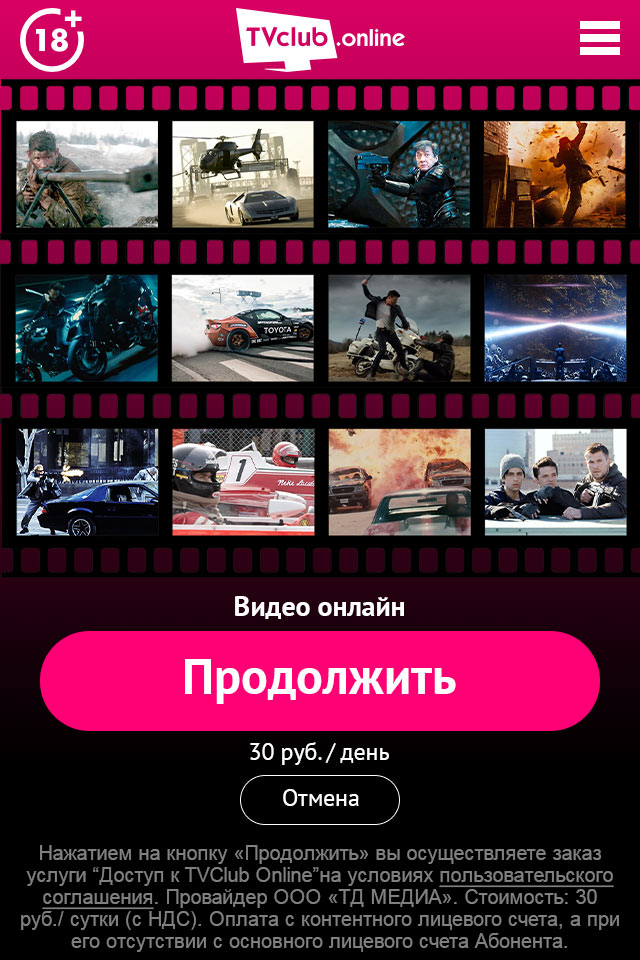 18+
TVclub.online
TOYOTA
1
Видео онлайн
Продолжить
30 руб. / день
Отмена
Нажатием на кнопку «Продолжить» вы осуществляете заказ
услуги “Доступ к TVClub Online”на условиях пользовательского
соглашения. Провайдер ООО «ТД МЕДИА». Стоимость: 30
руб./ сутки (с НДС). Оплата с контентного лицевого счета, а при
его отсутствии с основного лицевого счета Абонента.